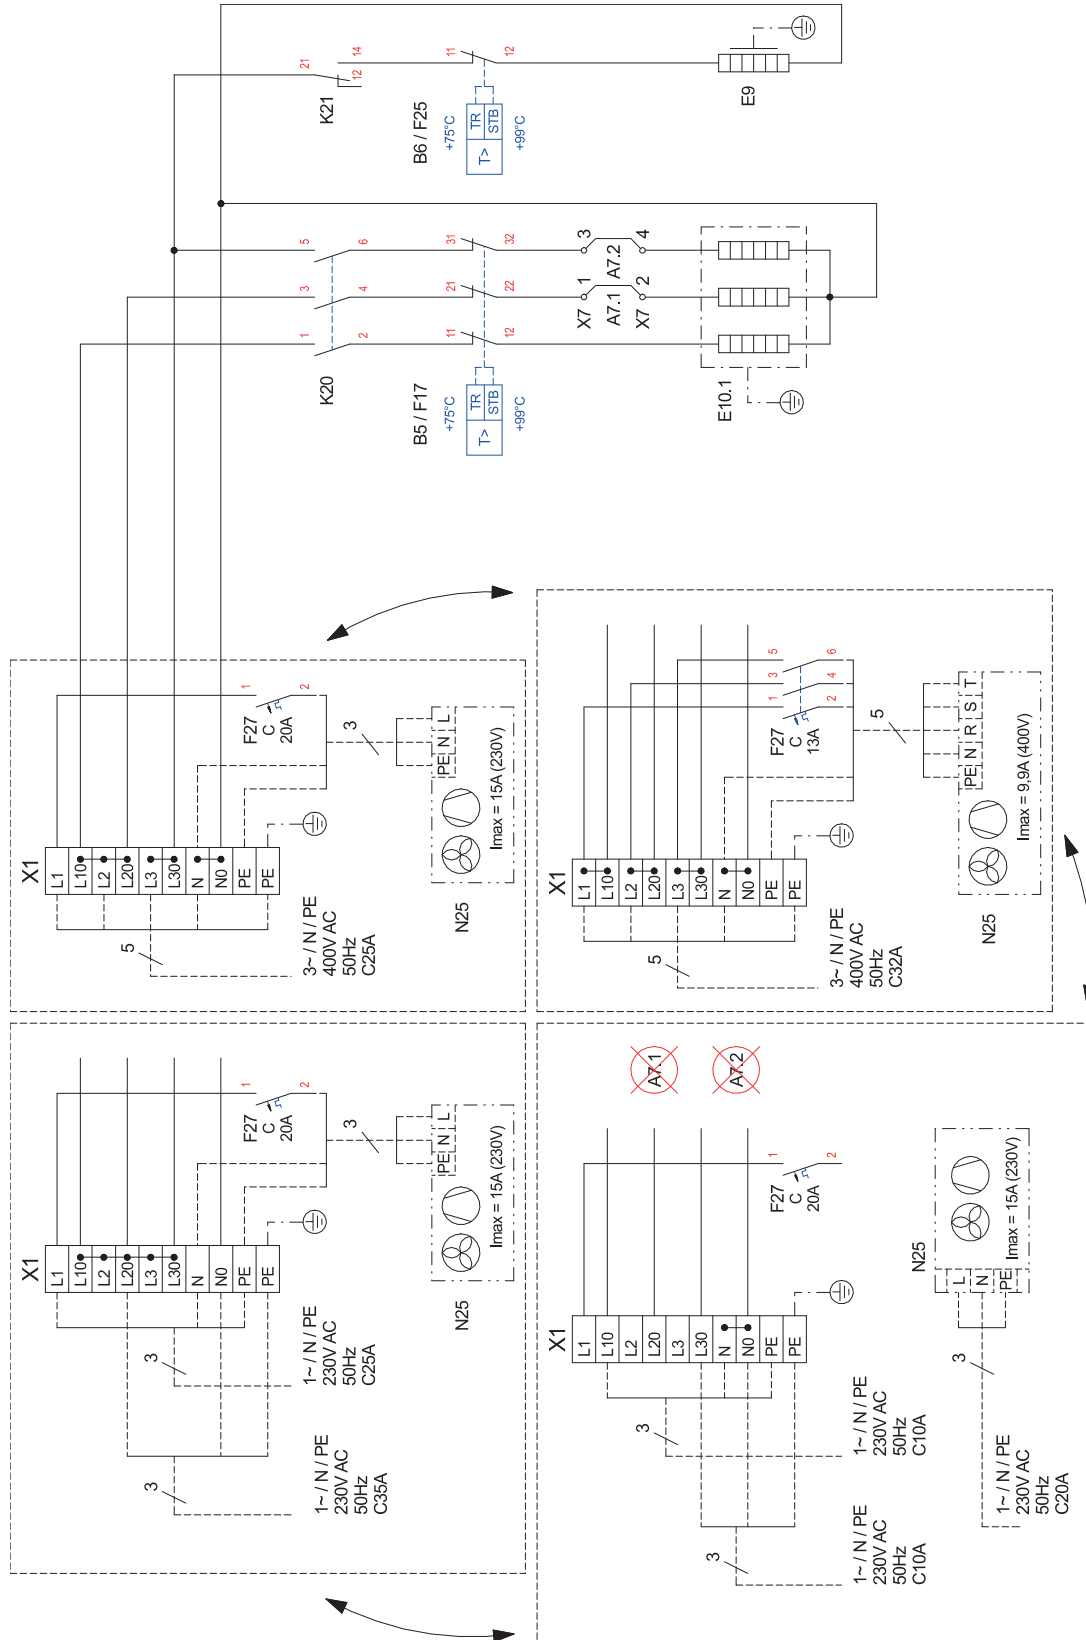 X1
L1
L10
L2
L20
L3
L30
N
N0
PE
PE
3
1~ / N / PE
230V AC
50Hz
C35A
3
1~ / N / PE
230V AC
50Hz
C25A
F27
C
20A
1
2
3
PE N L
Imax = 15A (230V)
N25
X1
L1
L10
L2
L20
L3
L30
N
N0
PE
PE
5
3~ / N / PE
400V AC
50Hz
C25A
F27
C
20A
1
2
3
PE N L
Imax = 15A (230V)
N25
K20
1
2
3
4
5
6
K21
21
14
12
B5 / F17
+75°C
T>
TR
STB
+99°C
11
12
21
22
31
32
B6 / F25
+75°C
T>
TR
STB
+99°C
11
12
X7 1
A7.1
X7 2
3
A7.2
4
E10.1
E9
X1
L1
L10
L2
L20
L3
L30
N
N0
PE
PE
3
1~ / N / PE
230V AC
50Hz
C10A
3
1~ / N / PE
230V AC
50Hz
C10A
F27
C
20A
1
2
A7.1
A7.2
3
1~ / N / PE
230V AC
50Hz
C20A
N25
L
N
PE
Imax = 15A (230V)
X1
L1
L10
L2
L20
L3
L30
N
N0
PE
PE
5
3~ / N / PE
400V AC
50Hz
C32A
F27
C
13A
1
2
3
4
5
6
5
PE N R S T
Imax = 9,9A (400V)
N25